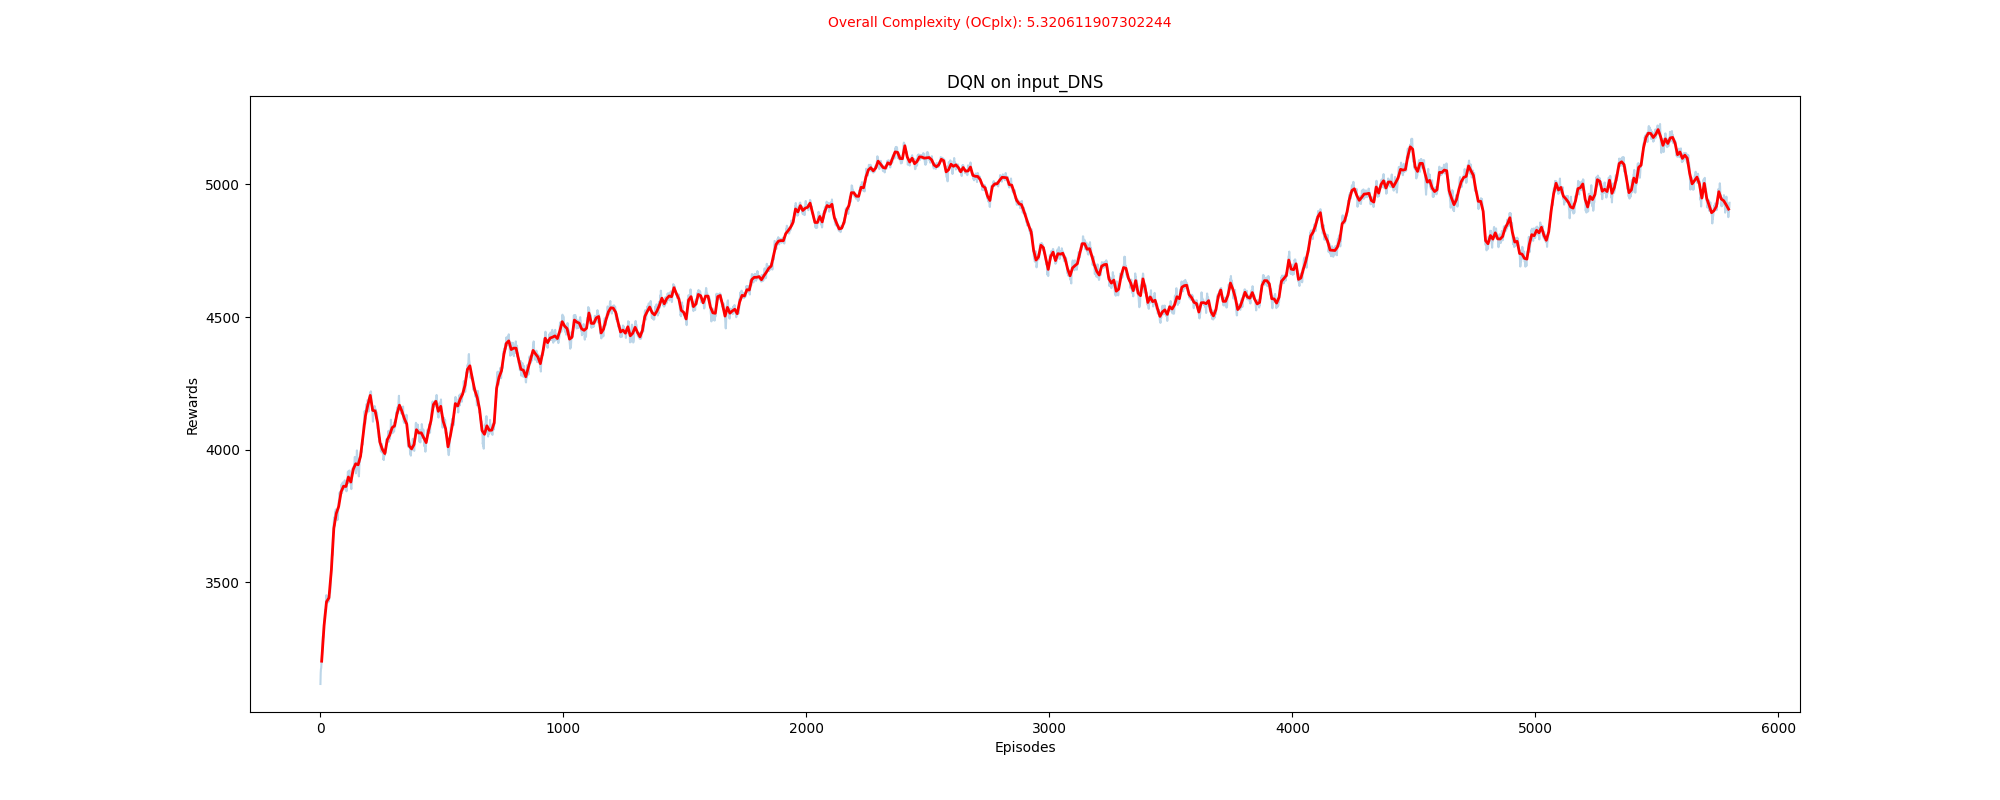 Overall Complexity (OCplx): 5.320611907302244
DQN on input_DNS
5000
4500
4000
3500
Rewards
0 1000 2000 3000 4000 5000 6000
Episodes